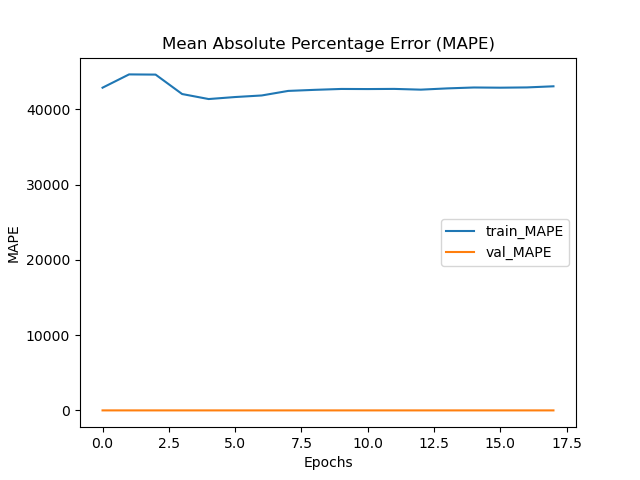 Mean Absolute Percentage Error (MAPE)
MAPE
40000
30000
20000
10000
0
train_MAPE
val_MAPE
0.0 2.5 5.0 7.5 10.0 12.5 15.0 17.5
Epochs